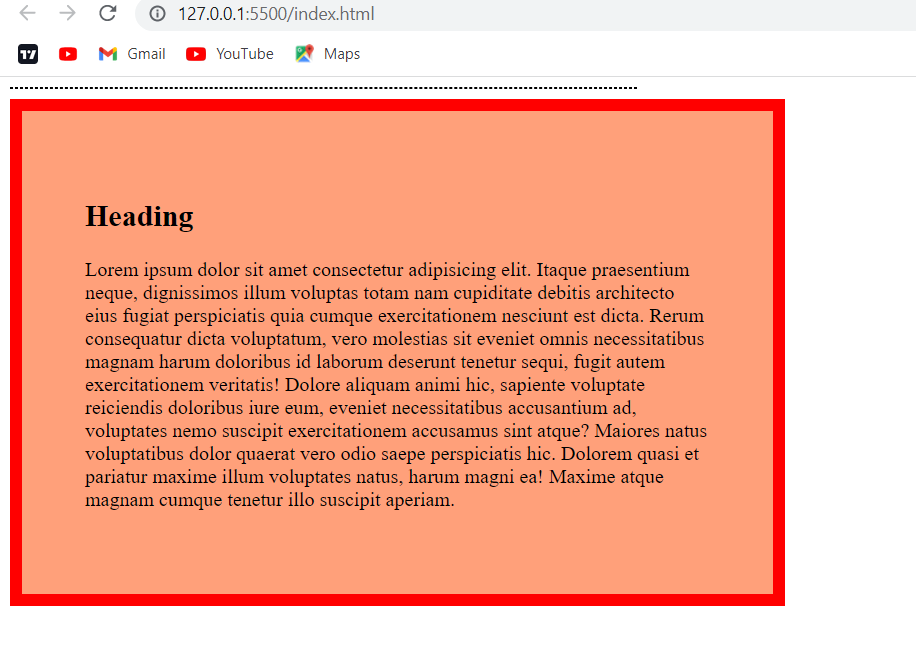 127.0.0.1:5500/index.html
Gmail YouTube Maps
Heading
Lorem ipsum dolor sit amet consectetur adipisicing elit. Itaque praesentium
neque, dignissimos illum voluptas totam nam cupiditate debitis architecto
eius fugiat perspiciatis quia cumque exercitationem nesciunt est dicta. Rerum
consequatur dicta voluptatum, vero molestias sit eveniet omnis necessitatibus
magnam harum doloribus id laborum deserunt tenetur sequi, fugit autem
exercitationem veritatis! Dolore aliquam animi hic, sapiente voluptate
reiciendis doloribus iure eum, eveniet necessitatibus accusantium ad,
voluptates nemo suscipit exercitationem accusamus sint atque? Maiores natus
voluptatibus dolor quaerat vero odio saepe perspiciatis hic. Dolorem quasi et
pariatur maxime illum voluptates natus, harum magni ea! Maxime atque
magnam cumque tenetur illo suscipit aperiam.